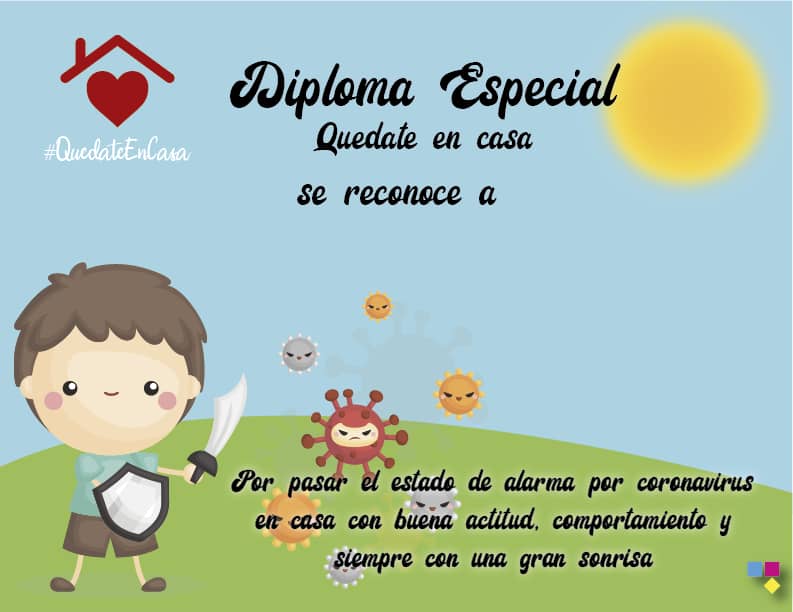 #QuedateEnCasa
Diploma Especial
Quedate en casa
se reconoce a
Por pasar el estado de alarma por coronavirus
en casa con buena actitud, comportamiento y
siempre con una gran sonrisa